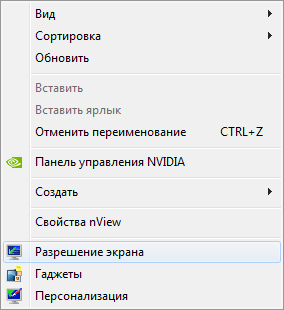 Вид
Сортировка
Обновить
Вставить
Вставить ярлык
Отменить переименование CTRL+Z
Панель управления NVIDIA
Создать
Свойства nView
Разрешение экрана
Гаджеты
Персонализация